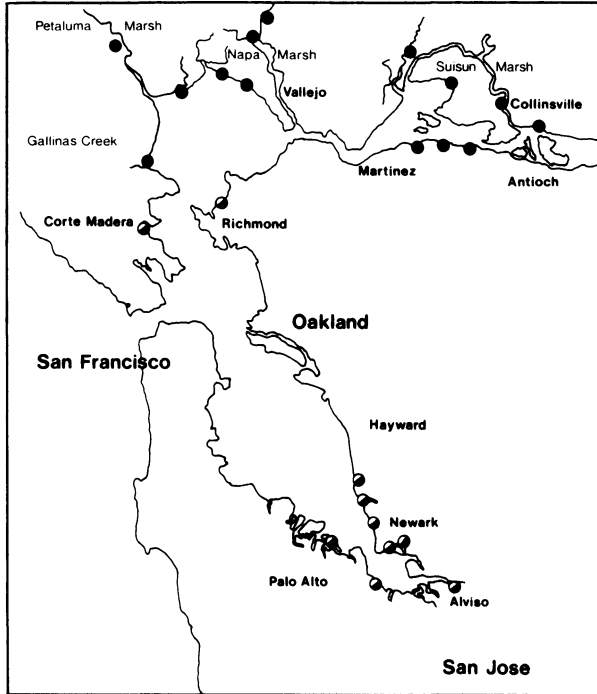 Petaluma Marsh
Napa Marsh
Vallejo
Suisun Marsh
Collinsville
Gallinas Creek
Martinez
Antioch
Corte Madera
Richmond
Oakland
San Francisco
Hayward
Newark
Palo Alto
Alviso
San Jose